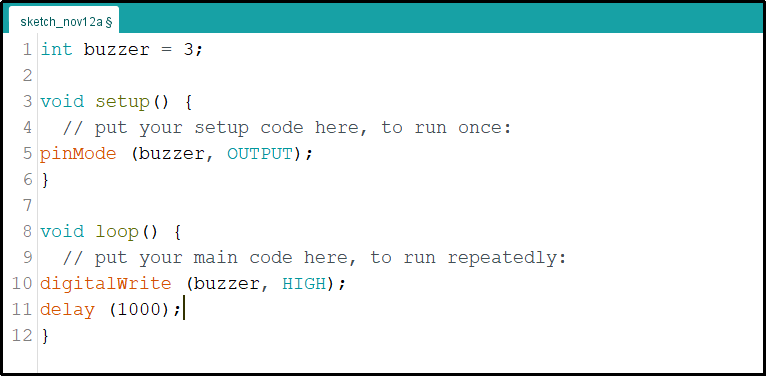 sketch_nov12a §
1 int buzzer = 3;
2
3 void setup() {
4   // put your setup code here, to run once:
5 pinMode (buzzer, OUTPUT);
6 }
7
8 void loop() {
9   // put your main code here, to run repeatedly:
10 digitalWrite (buzzer, HIGH);
11 delay (1000);
12 }